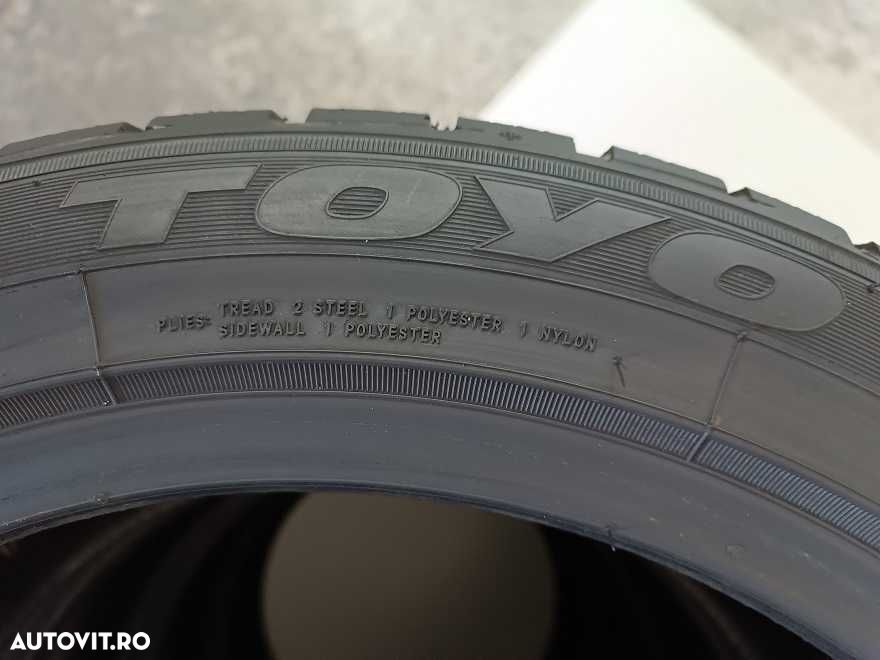 TOYO
PLIES: TREAD 2 STEEL 1 POLYESTER 1 NYLON
SIDEWALL 1 POLYESTER
AUTOVIT.RO